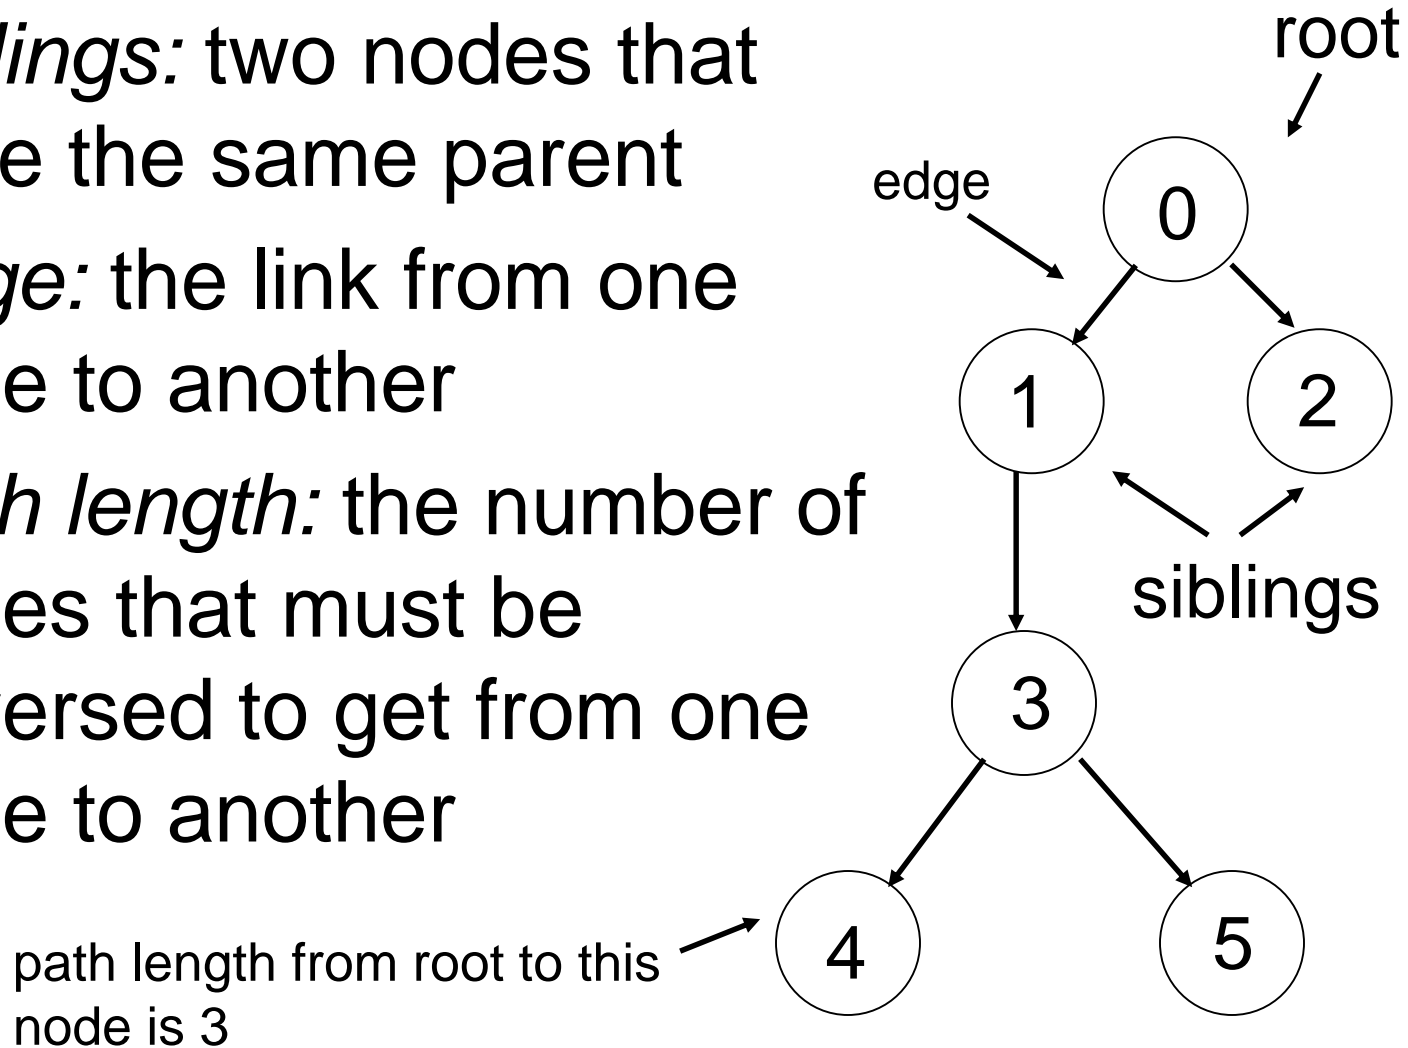 lings: two nodes that
e the same parent
ge: the link from one
e to another
h length: the number of
es that must be
ersed to get from one
e to another
path length from root to this
node is 3
root
edge
0
1
2
siblings
3
4
5